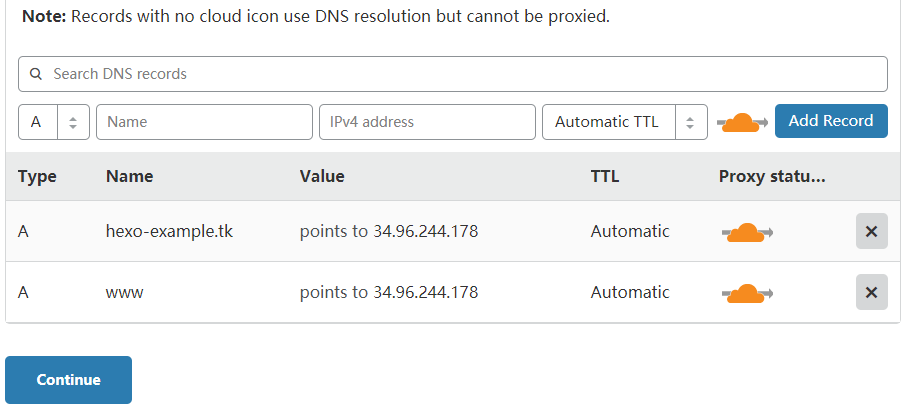 Note: Records with no cloud icon use DNS resolution but cannot be proxied.
Search DNS records
A Name IPv4 address Automatic TTL Add Record
Type Name Value TTL Proxy statu...
A hexo-example.tk points to 34.96.244.178 Automatic
A www points to 34.96.244.178 Automatic
Continue